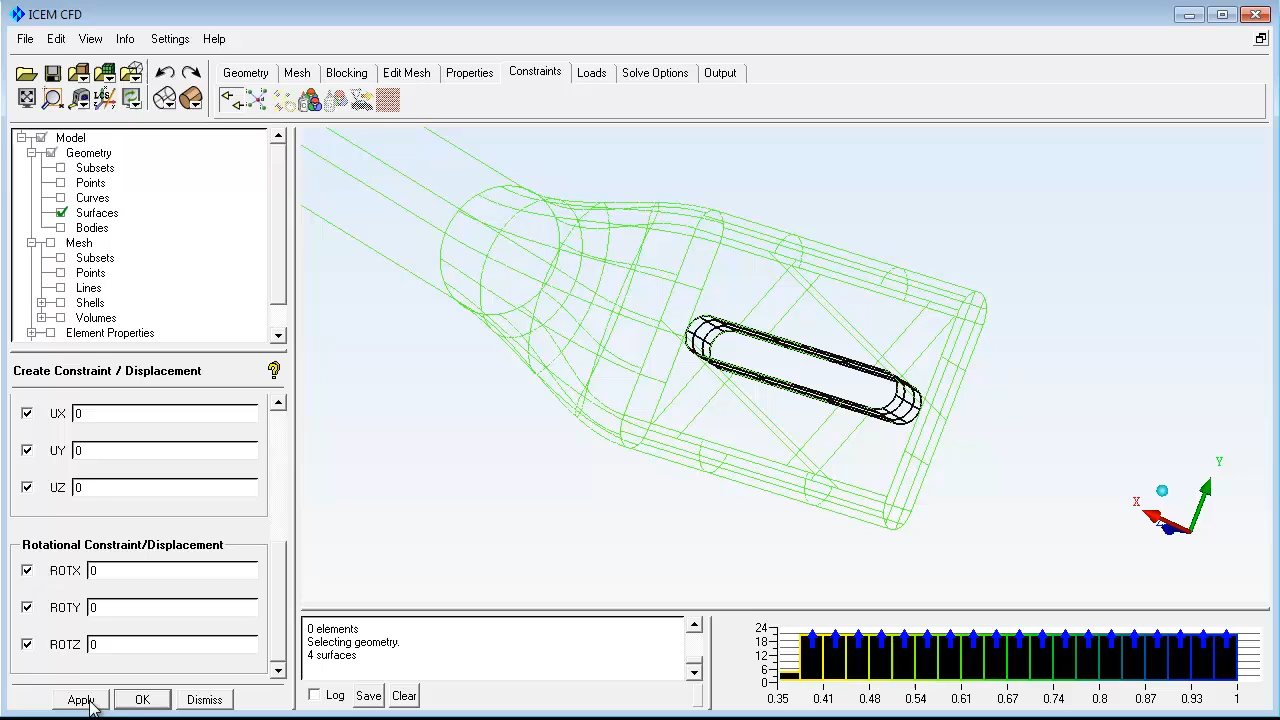 ICEM CFD
File Edit View Info Settings Help
Geometry Mesh Blocking Edit Mesh Properties Constraints Loads Solve Options Output
Model
Geometry
Subsets
Points
Curves
Surfaces
Bodies
Mesh
Subsets
Points
Lines
Shells
Volumes
Element Properties
Create Constraint / Displacement
UX 0
UY 0
UZ 0
Rotational Constraint/Displacement
ROTX 0
ROTY 0
ROTZ 0
Apply OK Dismiss
Y
X
0 elements
Selecting geometry.
4 surfaces
Log Save Clear
24
18
12
6
0
0.35 0.41 0.48 0.54 0.61 0.67 0.74 0.8 0.87 0.93 1